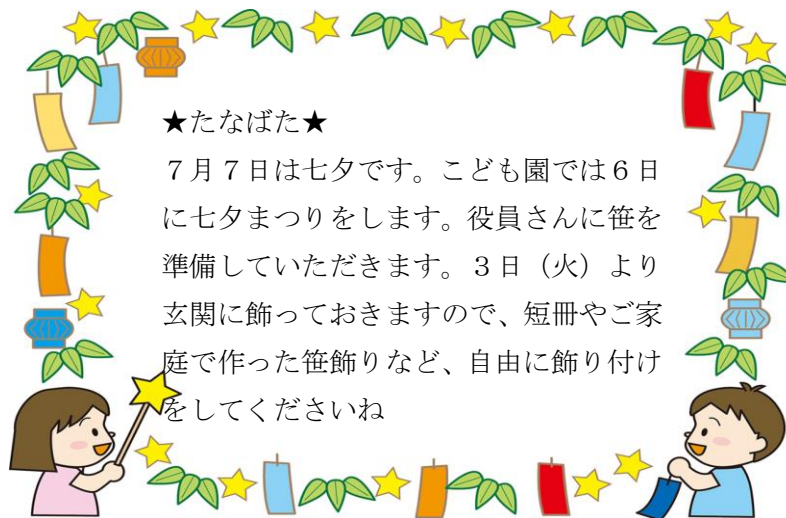 ★たなばた★
７月７日は七夕です。こども園では６日
に七夕まつりをします。役員さんに笹を
準備していただきます。３日（火）より
玄関に飾っておきますので、短冊やご家
庭で作った笹飾りなど、自由に飾り付け
をしてくださいね